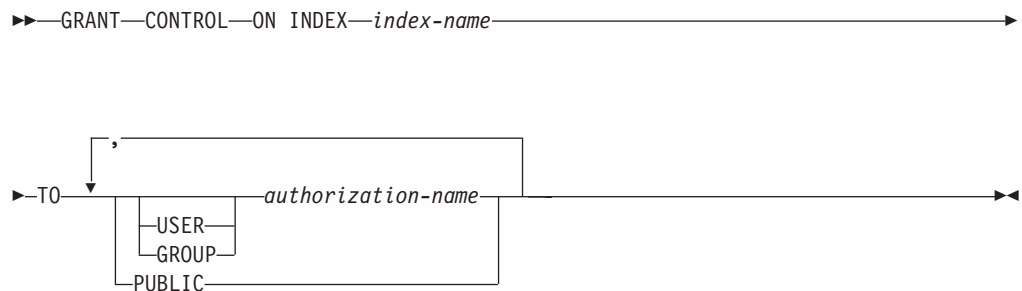 GRANT CONTROL ON INDEX index-name
,
TO authorization-name
USER
GROUP
PUBLIC